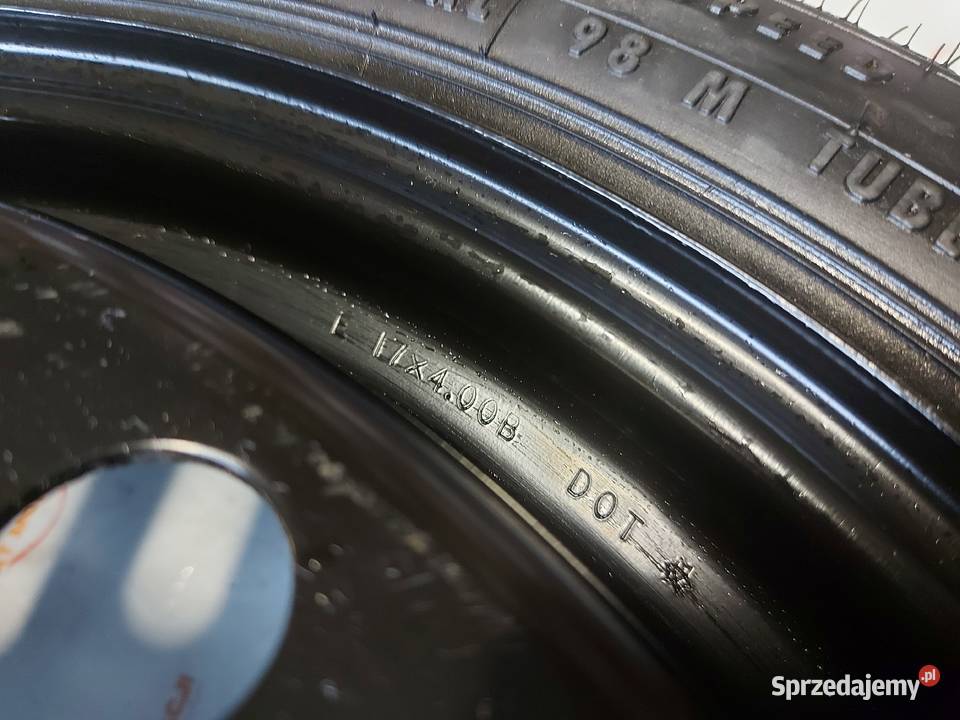 98 M TUBE
E 17X4.00B DOT
Sprzedajemy.pl